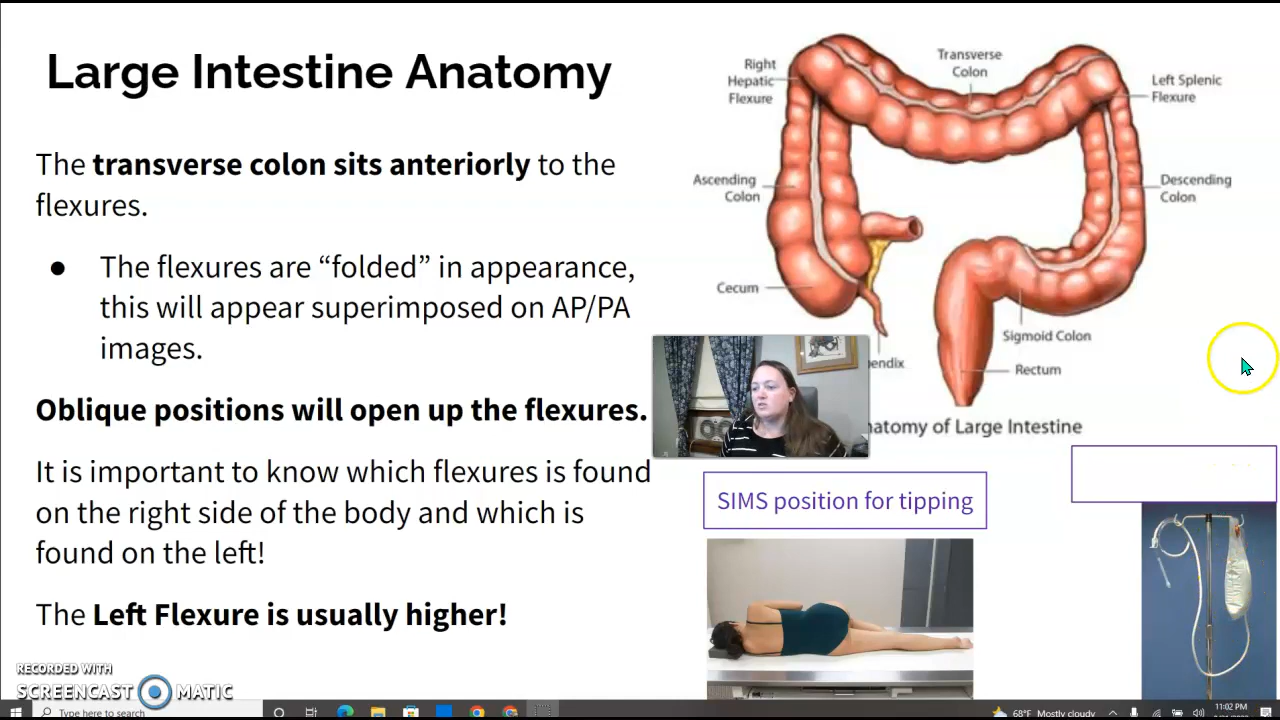 Large Intestine Anatomy
The transverse colon sits anteriorly to the
flexures.
● The flexures are “folded” in appearance,
this will appear superimposed on AP/PA
images.
Oblique positions will open up the flexures.
It is important to know which flexures is found
on the right side of the body and which is
found on the left!
The Left Flexure is usually higher!
Right
Hepatic
Flexure
Transverse
Colon
Left Splenic
Flexure
Ascending
Colon
Descending
Colon
Cecum
Sigmoid Colon
endix
Rectum
natomy of Large Intestine
SIMS position for tipping
RECORDED WITH
SCREENCAST MATIC
Type here to search
68°F Mostly cloudy
11:02 PM